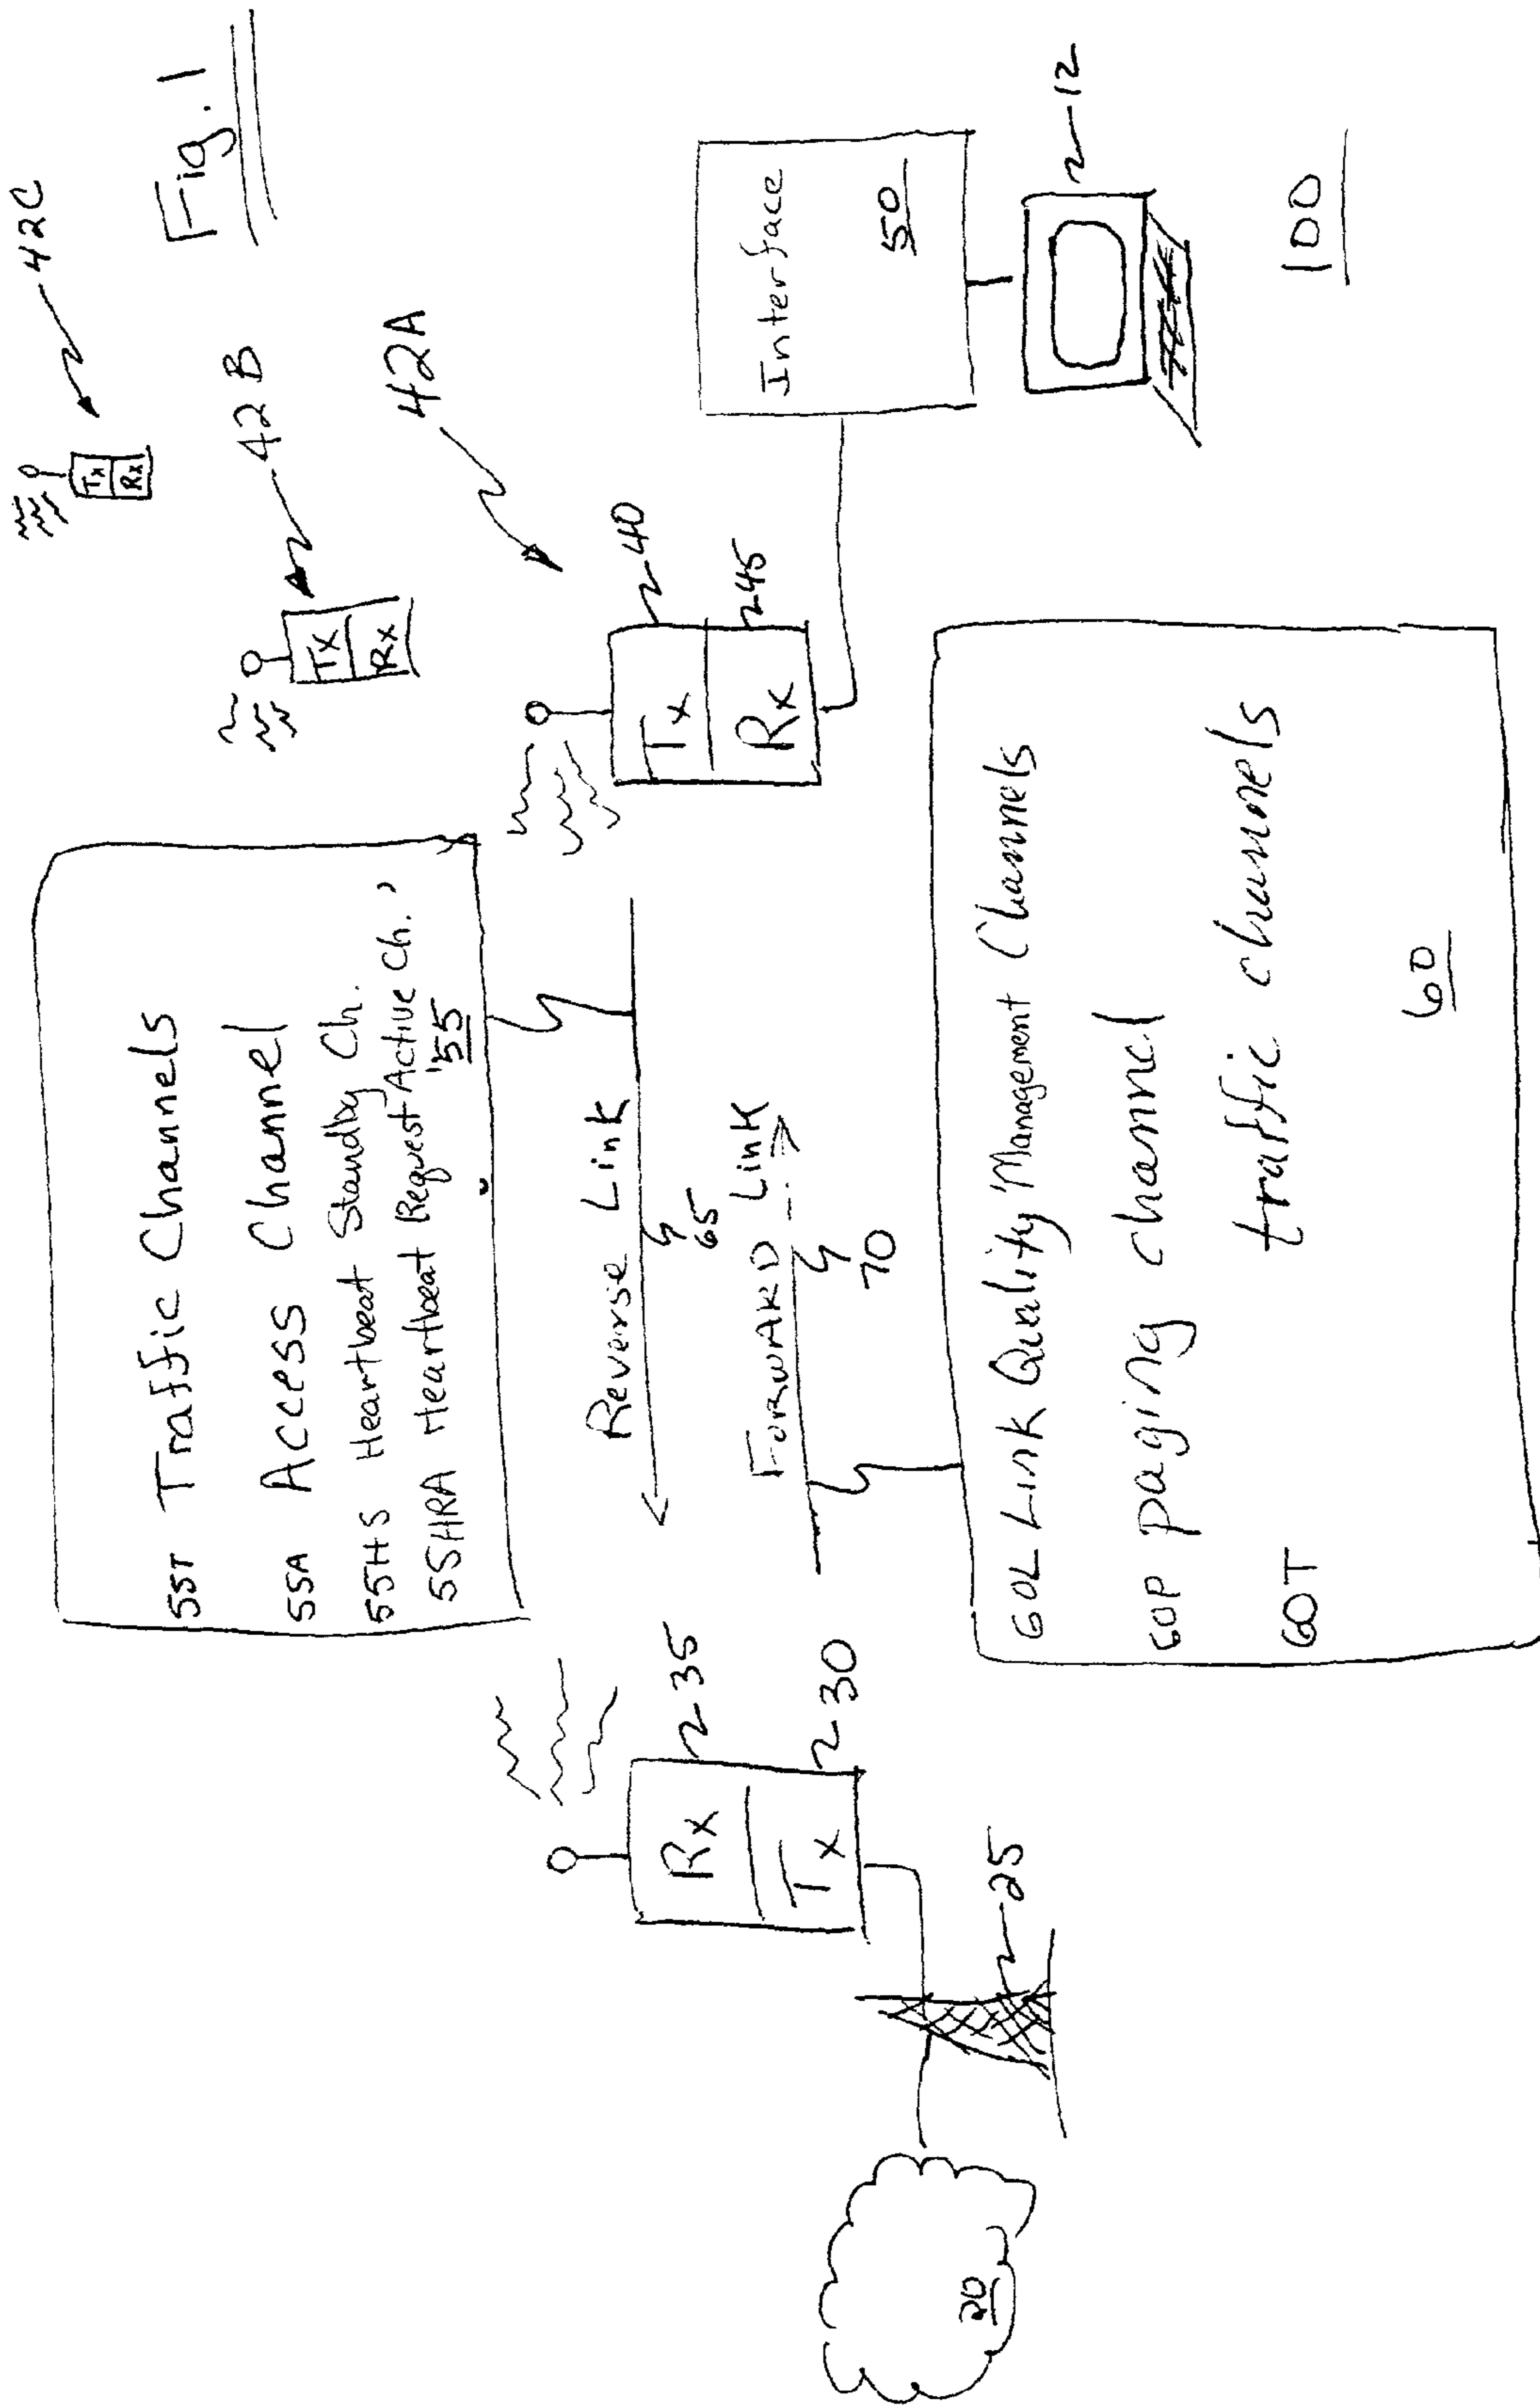 Fig. 1
42C
Tx
Rx
42B
Tx
Rx
42A
55T Traffic Channels
55A Access Channel
55HS Heartbeat Standby Ch.
55HRA Heartbeat (Request Active Ch.)
55
Tx
40
Rx
45
Interface
50
12
100
Reverse Link
65
FORWARD Link
70
Rx
35
Tx
30
25
20
60L Link Quality Management Channels
60P paging channel
60T traffic channels
60